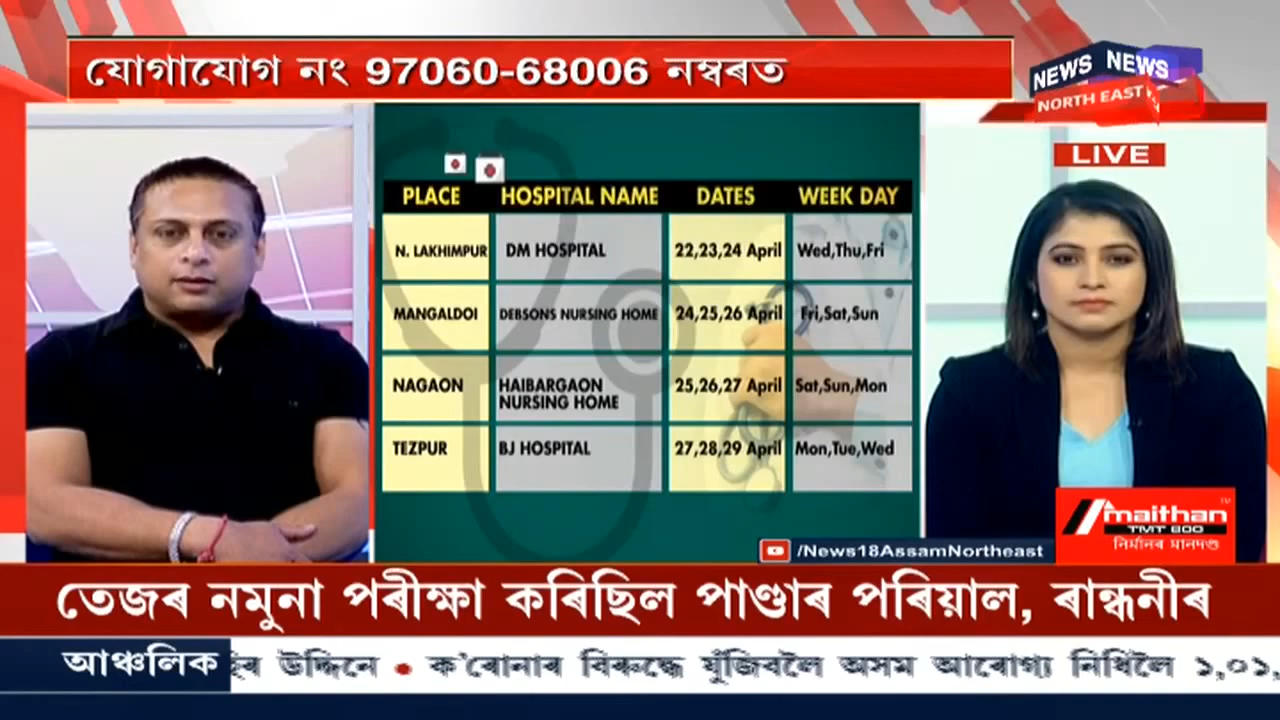 যোগাযোগ নং 97060-68006 নম্বৰত
NEWS NEWS
NORTH EAST
LIVE
PLACE HOSPITAL NAME DATES WEEK DAY
N. LAKHIMPUR DM HOSPITAL 22,23,24 April Wed,Thu,Fri
MANGALDOI DEBSONS NURSING HOME 24,25,26 April Fri,Sat,Sun
NAGAON HAIBARGAON NURSING HOME 25,26,27 April Sat,Sun,Mon
TEZPUR BJ HOSPITAL 27,28,29 April Mon,Tue,Wed
maithan TM
TMT 800
নিৰ্মানৰ মানদণ্ড
/News18AssamNortheast
তেজৰ নমুনা পৰীক্ষা কৰিছিল পাণ্ডাৰ পৰিয়াল, ৰান্ধনীৰ
আঞ্চলিক উদ্দিনে • ক'ৰোনাৰ বিৰুদ্ধে যুঁজিবলৈ অসম আৰোগ্য নিধিলৈ ১,০১,